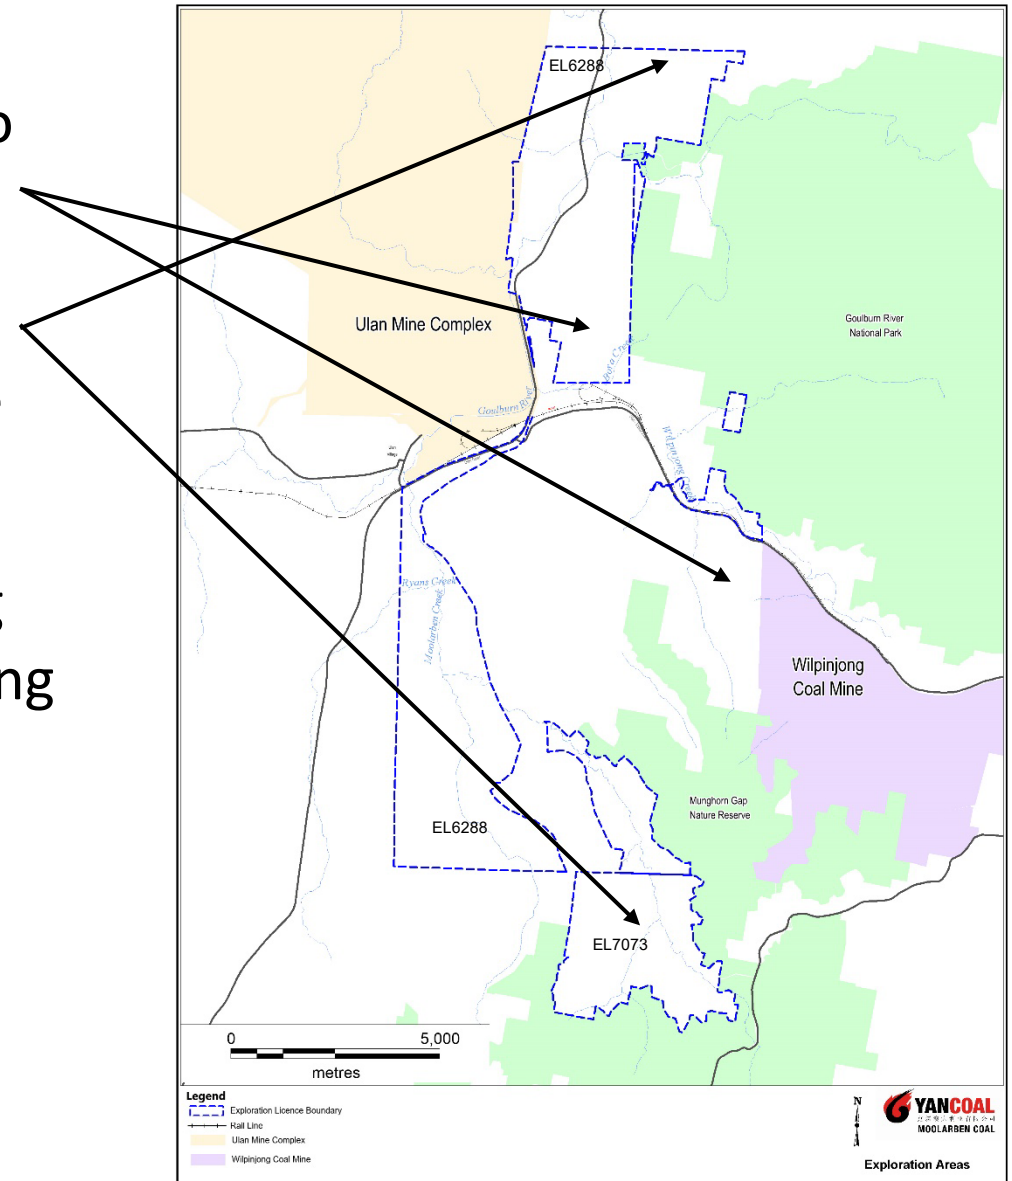 EL6288
Ulan Mine Complex
Goulburn River
National Park
Goulburn River
Bora Creek
Wilpinjong Creek
Ryans Creek
Moolarben Creek
Wilpinjong
Coal Mine
Munghorn Gap
Nature Reserve
EL6288
EL7073
0 5,000
metres
Legend
Exploration Licence Boundary
Rail Line
Ulan Mine Complex
Wilpinjong Coal Mine
N
YANCOAL
MOOLARBEN COAL
Exploration Areas